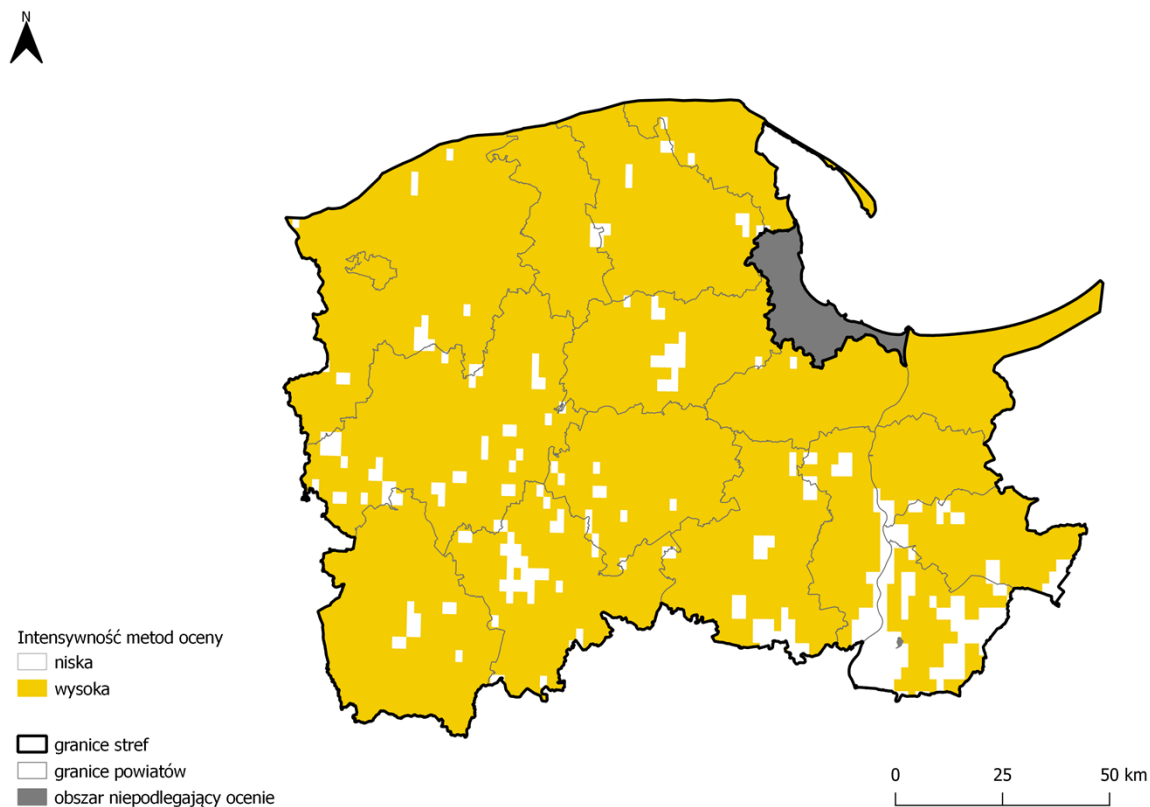 N
Intensywność metod oceny
niska
wysoka
granice stref
granice powiatów
obszar niepodlegający ocenie
0 25 50 km